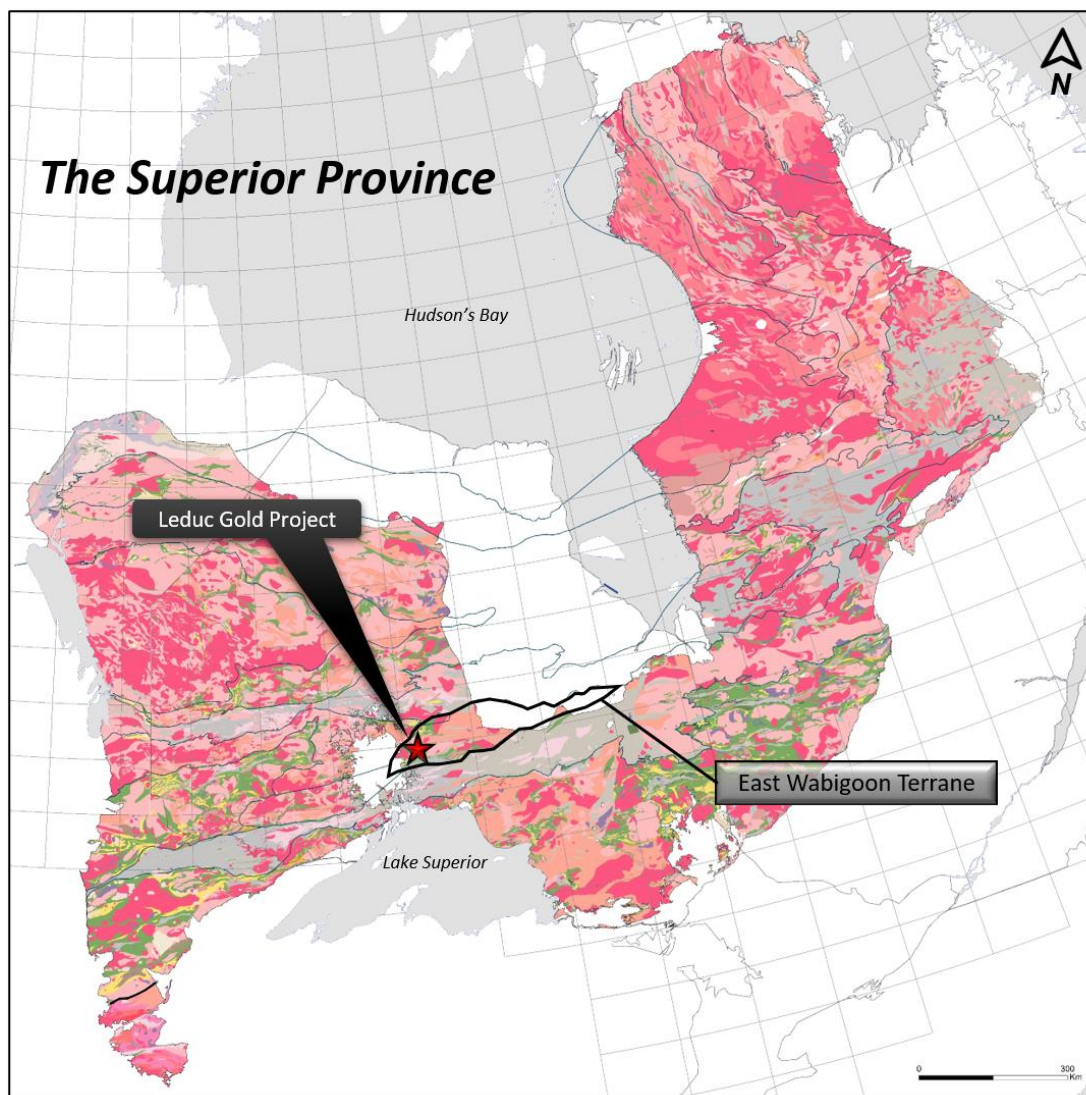 N
The Superior Province
Hudson's Bay
Leduc Gold Project
East Wabigoon Terrane
Lake Superior
0 300
Km